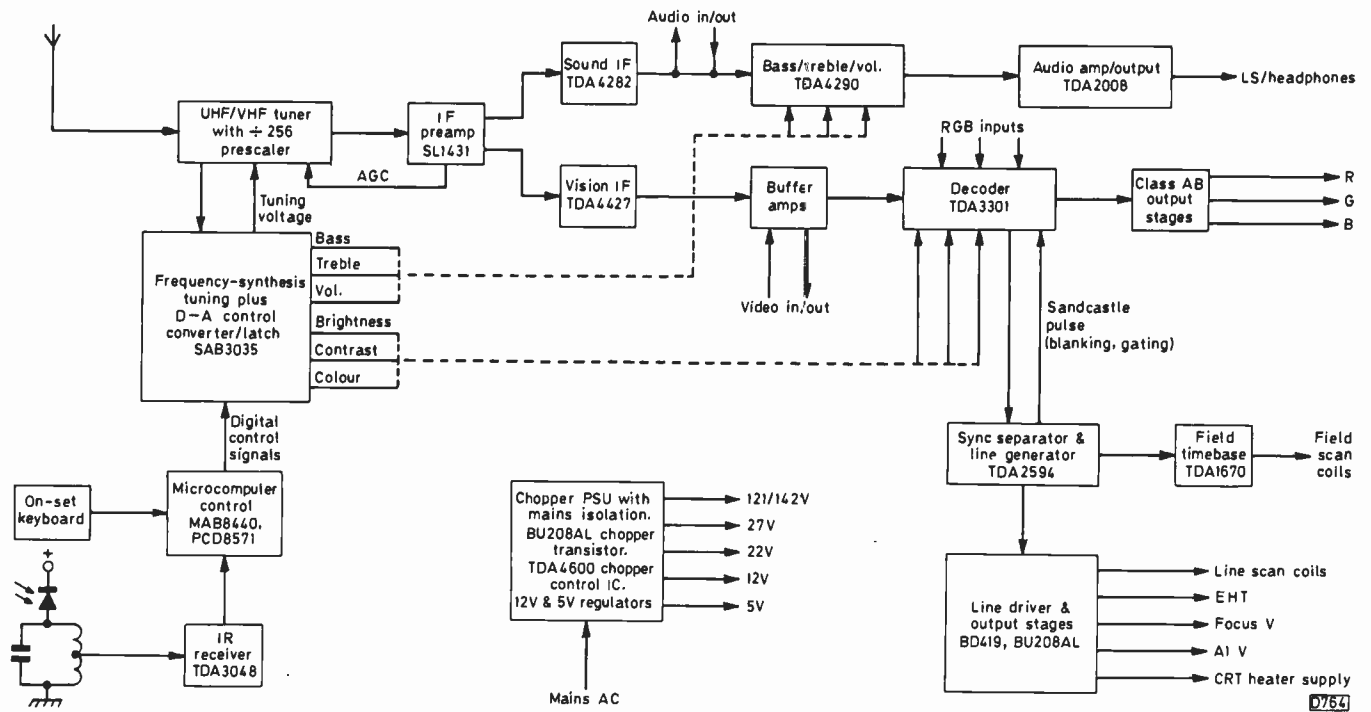 Audio in/out
Sound IF
TDA4282
Bass/treble/vol.
TDA4290
Audio amp/output
TDA2008
LS/headphones
UHF/VHF tuner
with ÷ 256
prescaler
IF
preamp
SL1431
AGC
Tuning
voltage
Vision IF
TDA4427
Buffer
amps
Video in/out
RGB inputs
Decoder
TDA3301
Class AB
output
stages
R
G
B
Frequency-synthesis
tuning plus
D-A control
converter/latch
SAB3035
Bass
Treble
Vol.
Brightness
Contrast
Colour
Sandcastle
pulse
(blanking, gating)
Digital
control
signals
Sync separator &
line generator
TDA2594
Field
timebase
TDA1670
Field
scan
coils
On-set
keyboard
Microcomputer
control
MAB8440,
PCD8571
+
IR
receiver
TDA3048
Chopper PSU with
mains isolation.
BU208AL chopper
transistor.
TDA4600 chopper
control IC.
12V & 5V regulators
121/142V
27V
22V
12V
5V
Mains AC
Line driver &
output stages
BD419, BU208AL
Line scan coils
EHT
Focus V
A1 V
CRT heater supply
D764